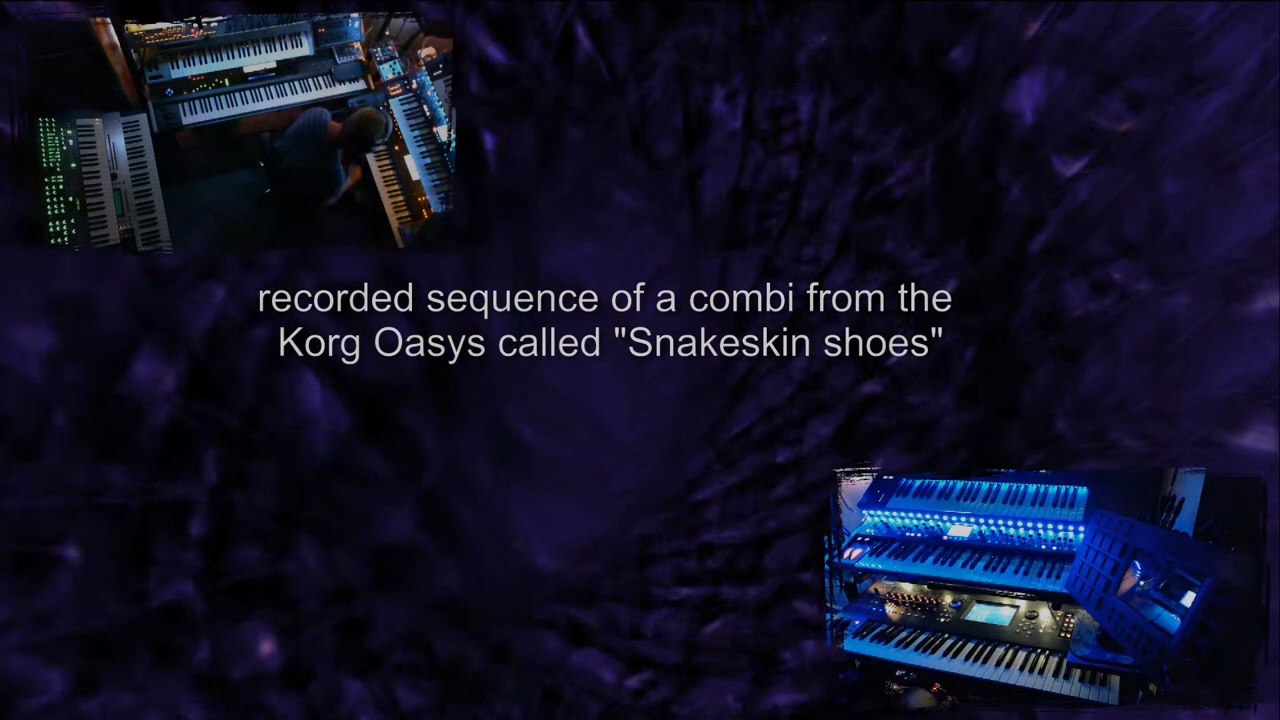 recorded sequence of a combi from the
Korg Oasys called "Snakeskin shoes"